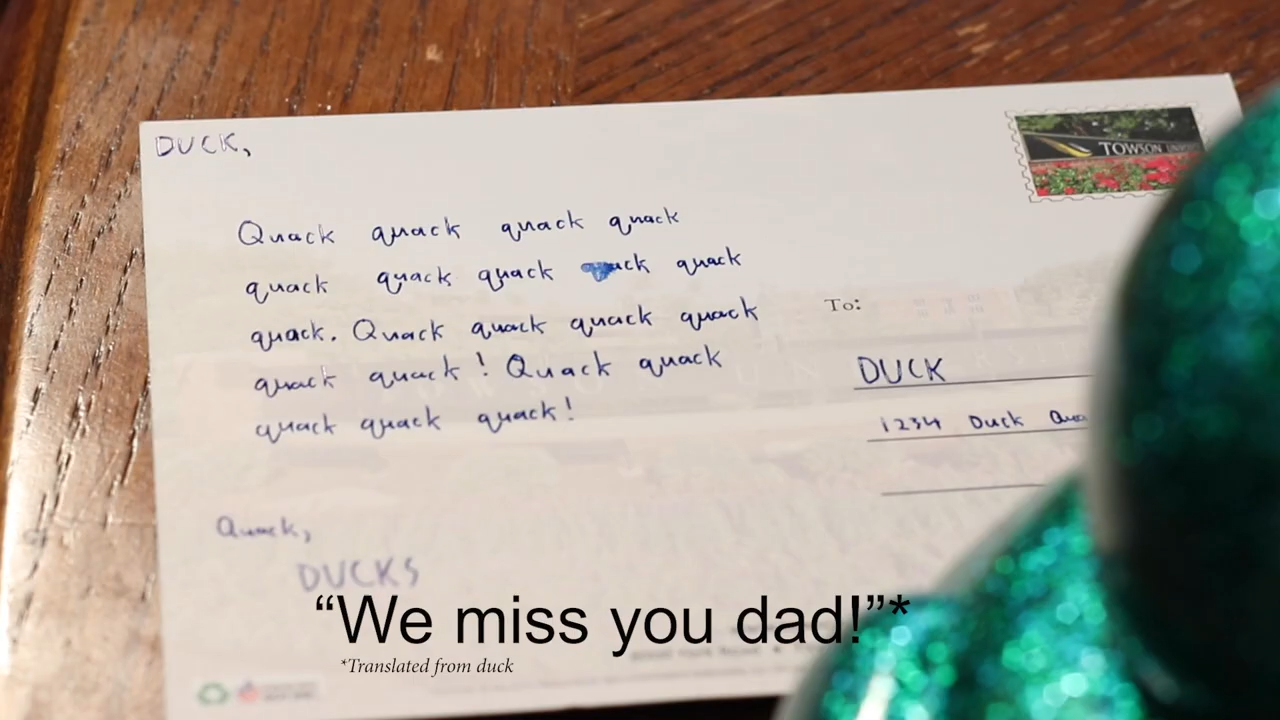 DUCK,
TOWSON
Quack quack quack quack
quack quack quack quack quack
quack. Quack quack quack quack
quack quack! Quack quack
quack quack quack!
To:
DUCK
1234 Duck
Quack,
DUCKS
“We miss you dad!”*
*Translated from duck